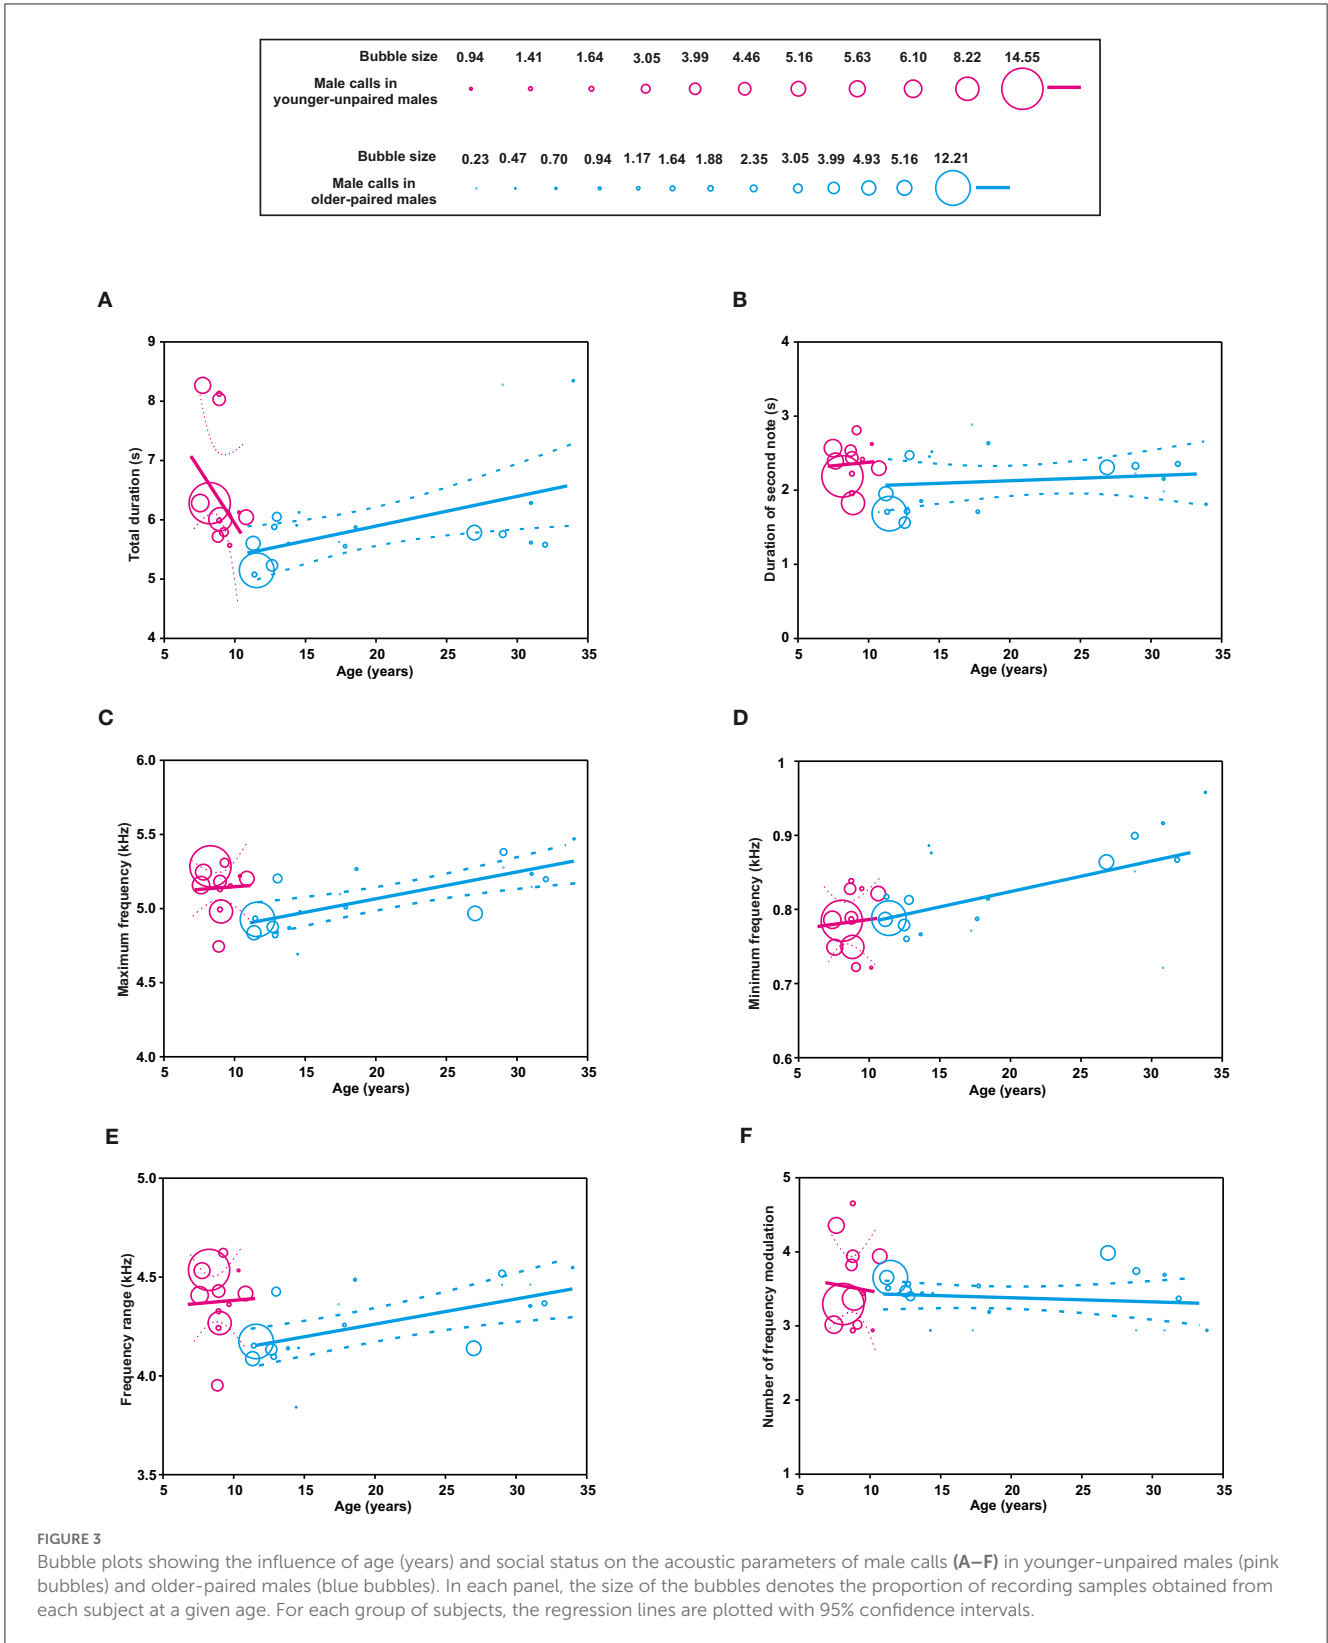 Bubble size 0.94 1.41 1.64 3.05 3.99 4.46 5.16 5.63 6.10 8.22 14.55
Male calls in
younger-unpaired males
Bubble size 0.23 0.47 0.70 0.94 1.17 1.64 1.88 2.35 3.05 3.99 4.93 5.16 12.21
Male calls in
older-paired males
A
Total duration (s)
9
8
7
6
5
4
5 10 15 20 25 30 35
Age (years)
B
Duration of second note (s)
4
3
2
1
0
5 10 15 20 25 30 35
Age (years)
C
Maximum frequency (kHz)
6.0
5.5
5.0
4.5
4.0
5 10 15 20 25 30 35
Age (years)
D
Minimum frequency (kHz)
1
0.9
0.8
0.7
0.6
5 10 15 20 25 30 35
Age (years)
E
Frequency range (kHz)
5.0
4.5
4.0
3.5
5 10 15 20 25 30 35
Age (years)
F
Number of frequency modulation
5
4
3
2
1
5 10 15 20 25 30 35
Age (years)
FIGURE 3
Bubble plots showing the influence of age (years) and social status on the acoustic parameters of male calls (A–F) in younger-unpaired males (pink
bubbles) and older-paired males (blue bubbles). In each panel, the size of the bubbles denotes the proportion of recording samples obtained from
each subject at a given age. For each group of subjects, the regression lines are plotted with 95% confidence intervals.